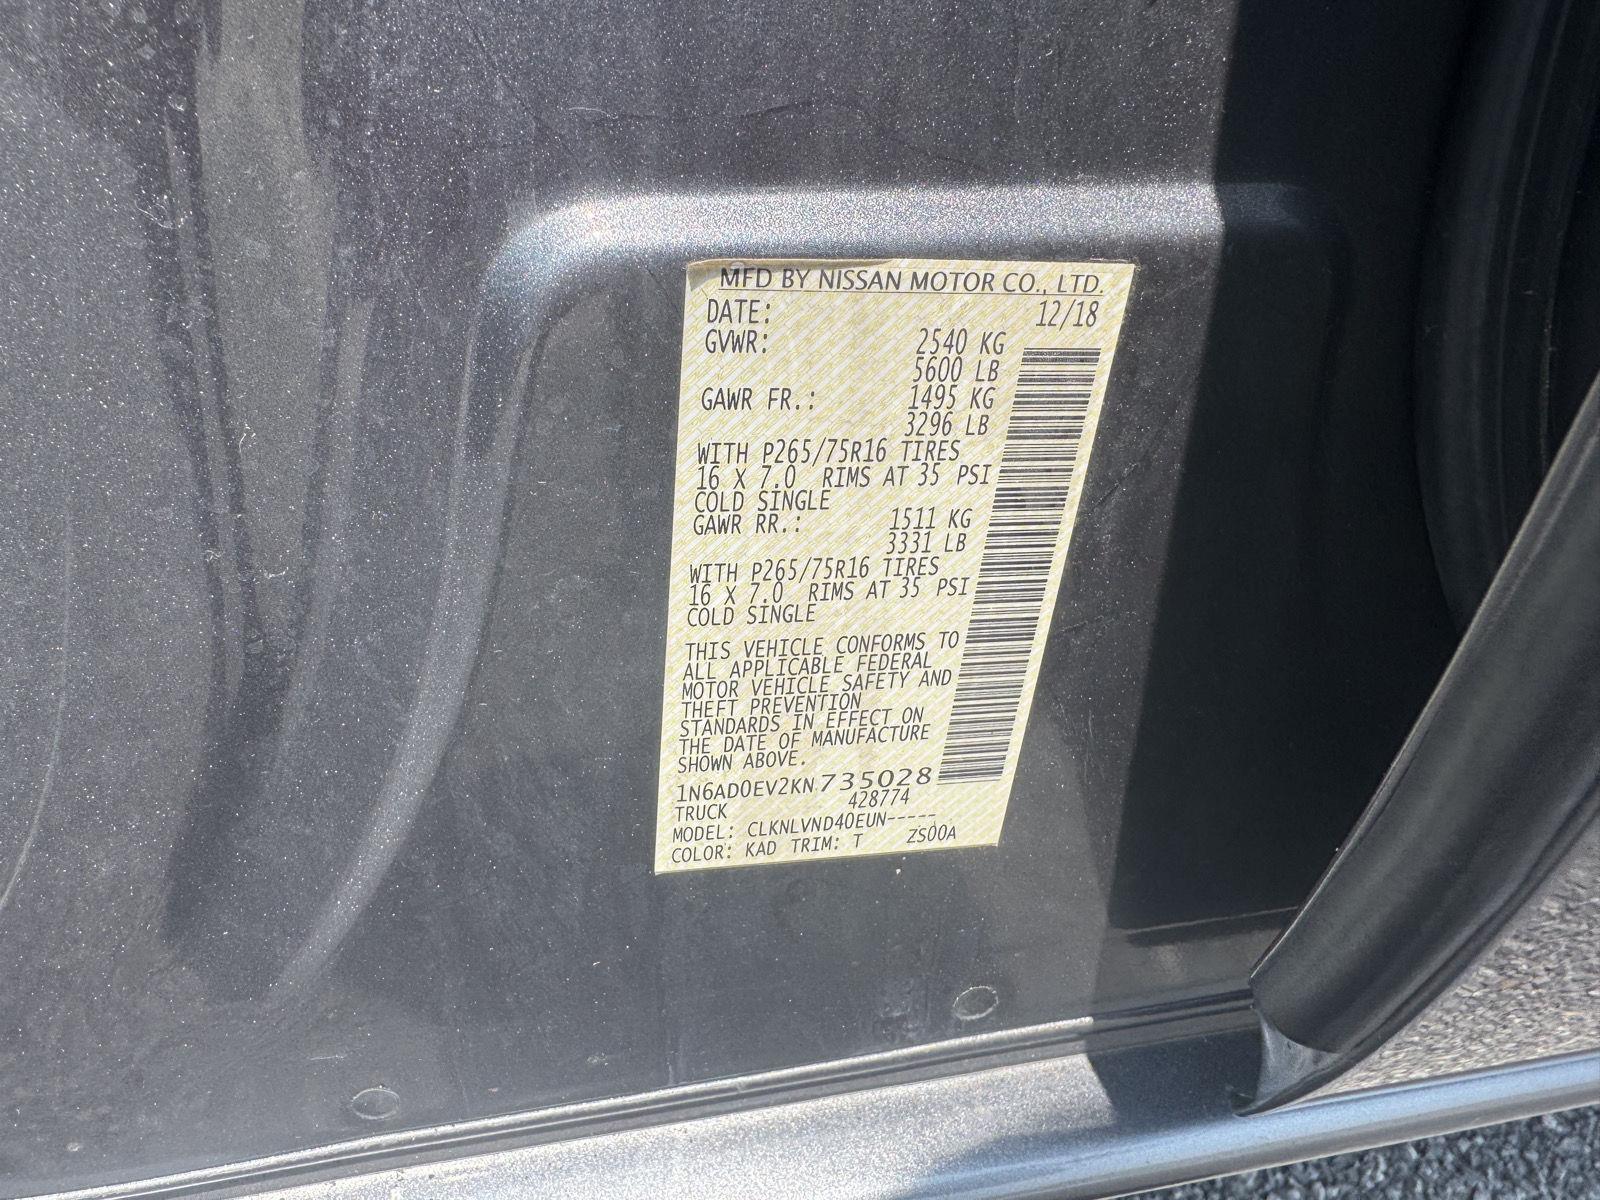 MFD BY NISSAN MOTOR CO., LTD.
DATE: 12/18
GVWR: 2540 KG
5600 LB
GAWR FR.: 1495 KG
3296 LB
WITH P265/75R16 TIRES
16 X 7.0 RIMS AT 35 PSI
COLD SINGLE
GAWR RR.: 1511 KG
3331 LB
WITH P265/75R16 TIRES
16 X 7.0 RIMS AT 35 PSI
COLD SINGLE
THIS VEHICLE CONFORMS TO
ALL APPLICABLE FEDERAL
MOTOR VEHICLE SAFETY AND
THEFT PREVENTION
STANDARDS IN EFFECT ON
THE DATE OF MANUFACTURE
SHOWN ABOVE.
1N6AD0EV2KN735028
TRUCK 428774
MODEL: CLKNLVND40EUN-----
COLOR: KAD TRIM: T ZS00A